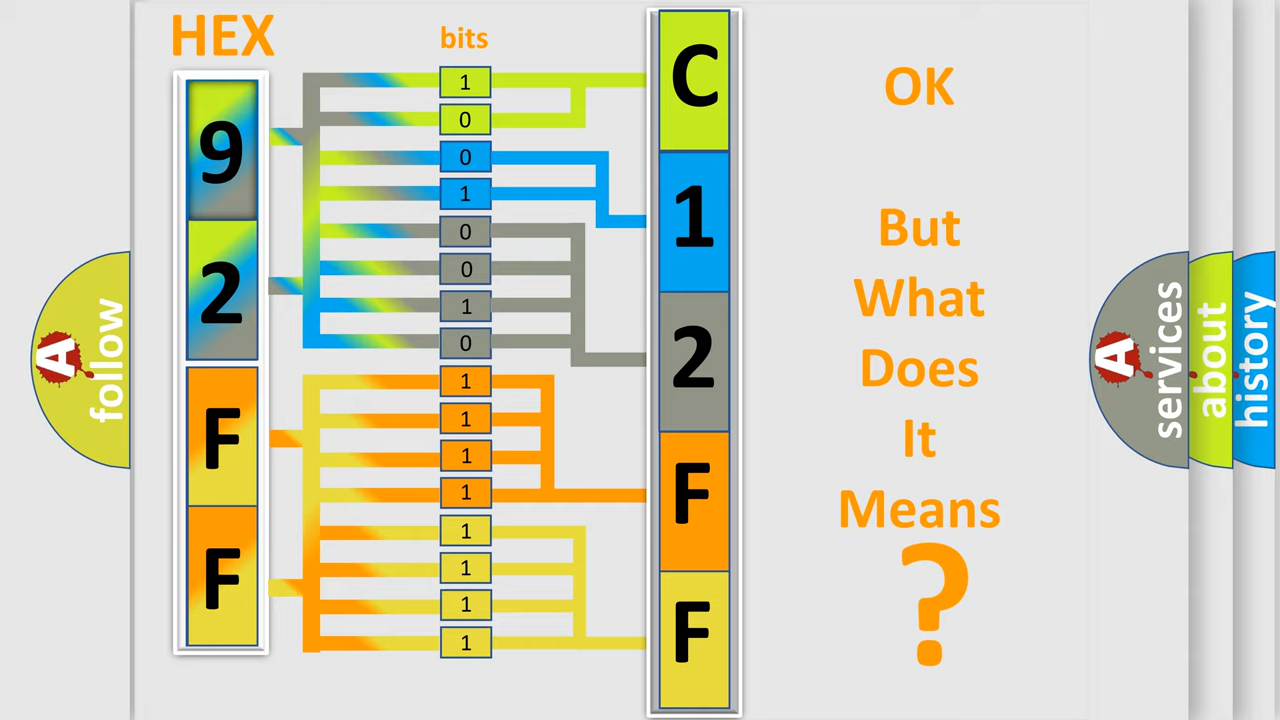 HEX
bits
9
2
F
F
1
0
0
1
0
0
1
0
1
1
1
1
1
1
1
1
C
1
2
F
F
OK
But
What
Does
It
Means
?
A
follow
A
services
about
history